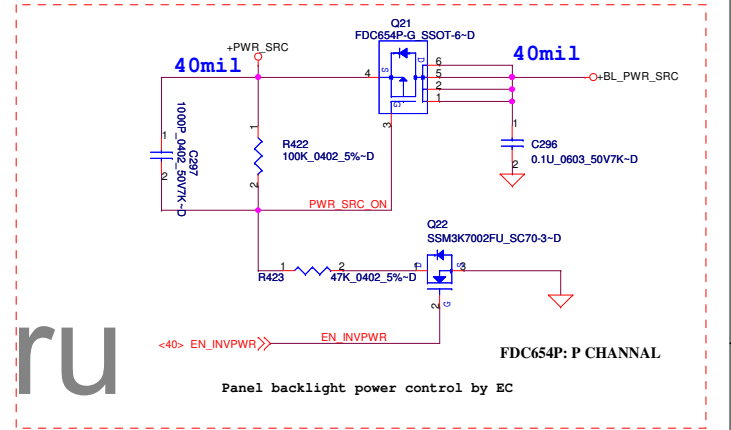 Q21
FDC654P-G_SSOT-6~D
+PWR_SRC
40mil
40mil
4
S
D
G
6
5
2
1
3
+BL_PWR_SRC
1
2
C297
1000P_0402_50V7K~D
1
2
R422
100K_0402_5%~D
1
2
C296
0.1U_0603_50V7K~D
PWR_SRC_ON
Q22
SSM3K7002FU_SC70-3~D
R423
1
2
47K_0402_5%~D
1
D
S
3
2
G
<40> EN_INVPWR
EN_INVPWR
FDC654P: P CHANNAL
ru
Panel backlight power control by EC